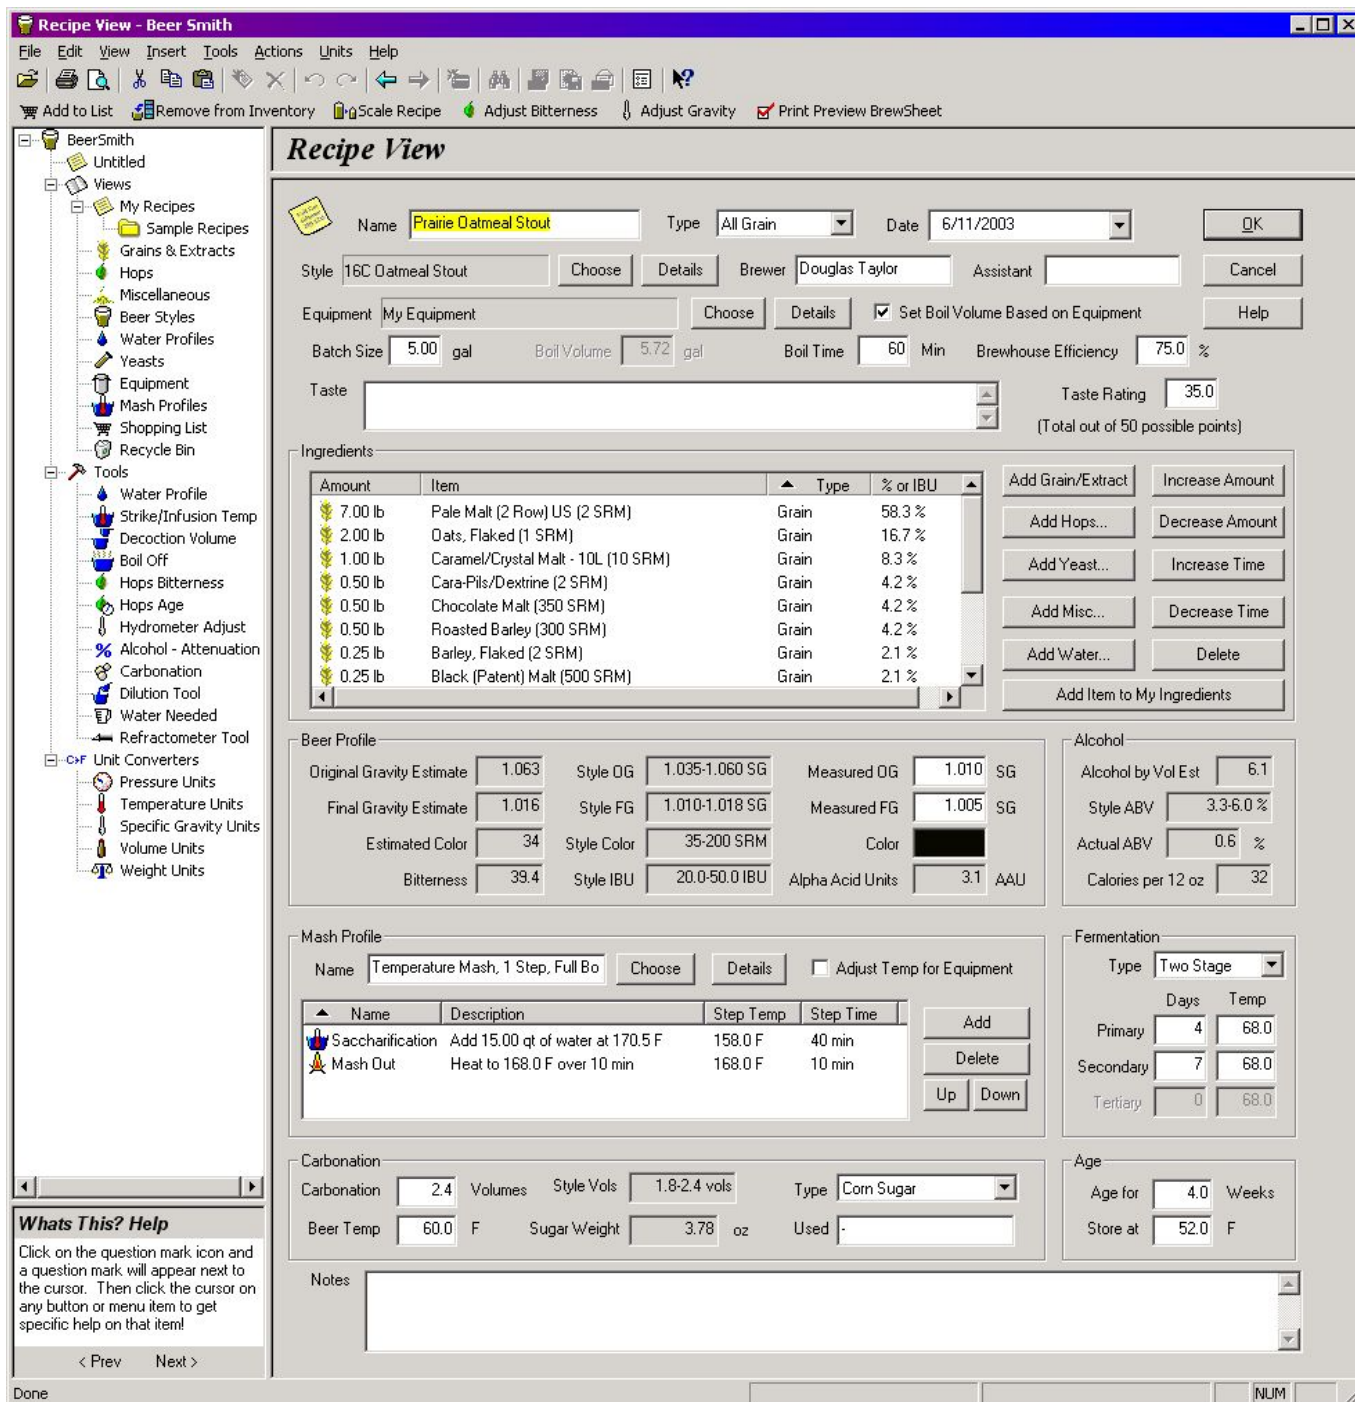 Recipe View - Beer Smith
File Edit View Insert Tools Actions Units Help
Add to List Remove from Inventory Scale Recipe Adjust Bitterness Adjust Gravity Print Preview BrewSheet
BeerSmith
Untitled
Views
My Recipes
Sample Recipes
Grains & Extracts
Hops
Miscellaneous
Beer Styles
Water Profiles
Yeasts
Equipment
Mash Profiles
Shopping List
Recycle Bin
Tools
Water Profile
Strike/Infusion Temp
Decoction Volume
Boil Off
Hops Bitterness
Hops Age
Hydrometer Adjust
% Alcohol - Attenuation
Carbonation
Dilution Tool
Water Needed
Refractometer Tool
C>F Unit Converters
Pressure Units
Temperature Units
Specific Gravity Units
Volume Units
Weight Units
Whats This? Help
Click on the question mark icon and
a question mark will appear next to
the cursor. Then click the cursor on
any button or menu item to get
specific help on that item!
< Prev Next >
Recipe View
Name Prairie Oatmeal Stout Type All Grain Date 6/11/2003 OK
Style 16C Oatmeal Stout Choose Details Brewer Douglas Taylor Assistant Cancel
Equipment My Equipment Choose Details Set Boil Volume Based on Equipment Help
Batch Size 5.00 gal Boil Volume 5.72 gal Boil Time 60 Min Brewhouse Efficiency 75.0 %
Taste Taste Rating 35.0
(Total out of 50 possible points)
Ingredients
Amount Item Type % or IBU
7.00 lb Pale Malt (2 Row) US (2 SRM) Grain 58.3 %
2.00 lb Oats, Flaked (1 SRM) Grain 16.7 %
1.00 lb Caramel/Crystal Malt - 10L (10 SRM) Grain 8.3 %
0.50 lb Cara-Pils/Dextrine (2 SRM) Grain 4.2 %
0.50 lb Chocolate Malt (350 SRM) Grain 4.2 %
0.50 lb Roasted Barley (300 SRM) Grain 4.2 %
0.25 lb Barley, Flaked (2 SRM) Grain 2.1 %
0.25 lb Black (Patent) Malt (500 SRM) Grain 2.1 %
Add Grain/Extract Increase Amount
Add Hops... Decrease Amount
Add Yeast... Increase Time
Add Misc... Decrease Time
Add Water... Delete
Add Item to My Ingredients
Beer Profile
Original Gravity Estimate 1.063 Style OG 1.035-1.060 SG Measured OG 1.010 SG
Final Gravity Estimate 1.016 Style FG 1.010-1.018 SG Measured FG 1.005 SG
Estimated Color 34 Style Color 35-200 SRM Color
Bitterness 39.4 Style IBU 20.0-50.0 IBU Alpha Acid Units 3.1 AAU
Alcohol
Alcohol by Vol Est 6.1
Style ABV 3.3-6.0 %
Actual ABV 0.6 %
Calories per 12 oz 32
Mash Profile
Name Temperature Mash, 1 Step, Full Bo Choose Details Adjust Temp for Equipment
Name Description Step Temp Step Time
Saccharification Add 15.00 qt of water at 170.5 F 158.0 F 40 min
Mash Out Heat to 168.0 F over 10 min 168.0 F 10 min
Add
Delete
Up Down
Fermentation
Type Two Stage
Days Temp
Primary 4 68.0
Secondary 7 68.0
Tertiary 0 68.0
Carbonation
Carbonation 2.4 Volumes Style Vols 1.8-2.4 vols Type Corn Sugar
Beer Temp 60.0 F Sugar Weight 3.78 oz Used -
Age
Age for 4.0 Weeks
Store at 52.0 F
Notes
Done NUM